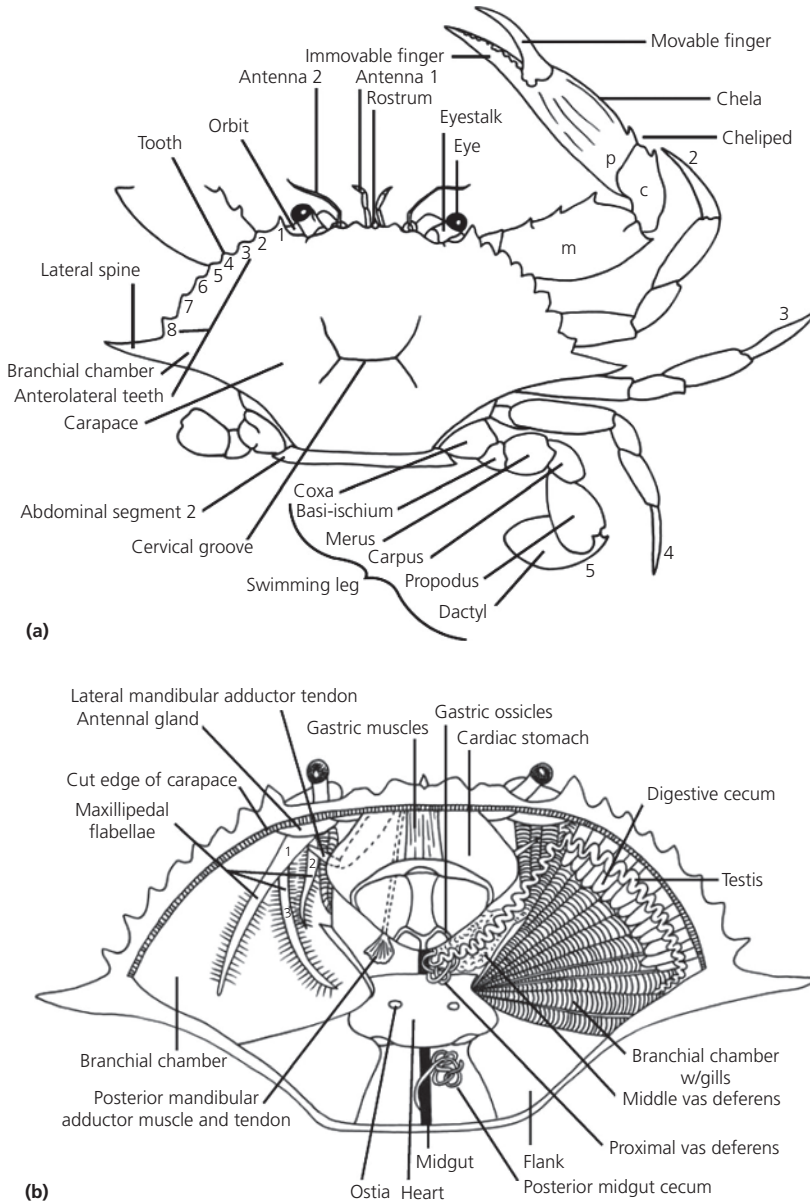 Movable finger
Immovable finger
Antenna 2
Antenna 1
Rostrum
Chela
Eyestalk
Cheliped
Orbit
Eye
Tooth
2
p
c
1
2
3
4
5
6
7
8
m
Lateral spine
3
Branchial chamber
Anterolateral teeth
Carapace
Coxa
Basi-ischium
Abdominal segment 2
Merus
Cervical groove
Carpus
Swimming leg
Propodus
5
4
Dactyl
(a)
Lateral mandibular adductor tendon
Antennal gland
Gastric muscles
Gastric ossicles
Cardiac stomach
Cut edge of carapace
Maxillipedal
flabellae
Digestive cecum
1
2
3
Testis
Branchial chamber
Branchial chamber
w/gills
Posterior mandibular
adductor muscle and tendon
Middle vas deferens
Proximal vas deferens
Midgut
Flank
Posterior midgut cecum
Ostia
Heart
(b)